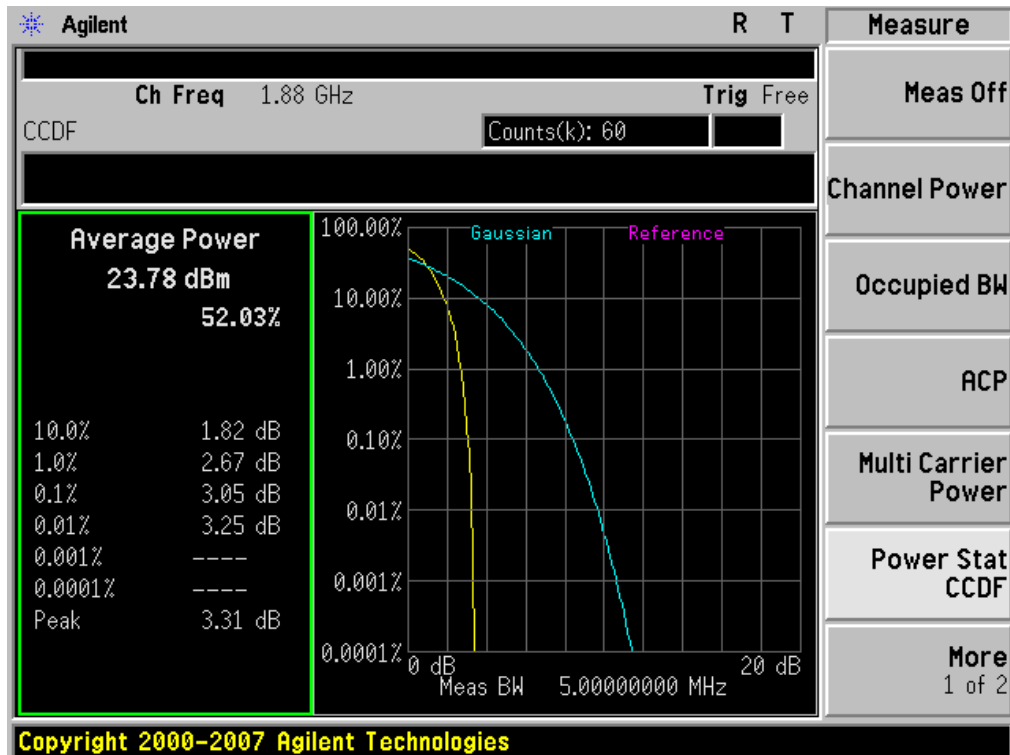 Agilent R T Measure
Ch Freq 1.88 GHz Trig Free
CCDF Counts(k): 60
Average Power
23.78 dBm
52.03%
10.0% 1.82 dB
1.0% 2.67 dB
0.1% 3.05 dB
0.01% 3.25 dB
0.001% ----
0.0001% ----
Peak 3.31 dB
Gaussian Reference
100.00%
10.00%
1.00%
0.10%
0.01%
0.001%
0.0001%
0 dB 20 dB
Meas BW 5.00000000 MHz
Meas Off
Channel Power
Occupied BW
ACP
Multi Carrier
Power
Power Stat
CCDF
More
1 of 2
Copyright 2000-2007 Agilent Technologies